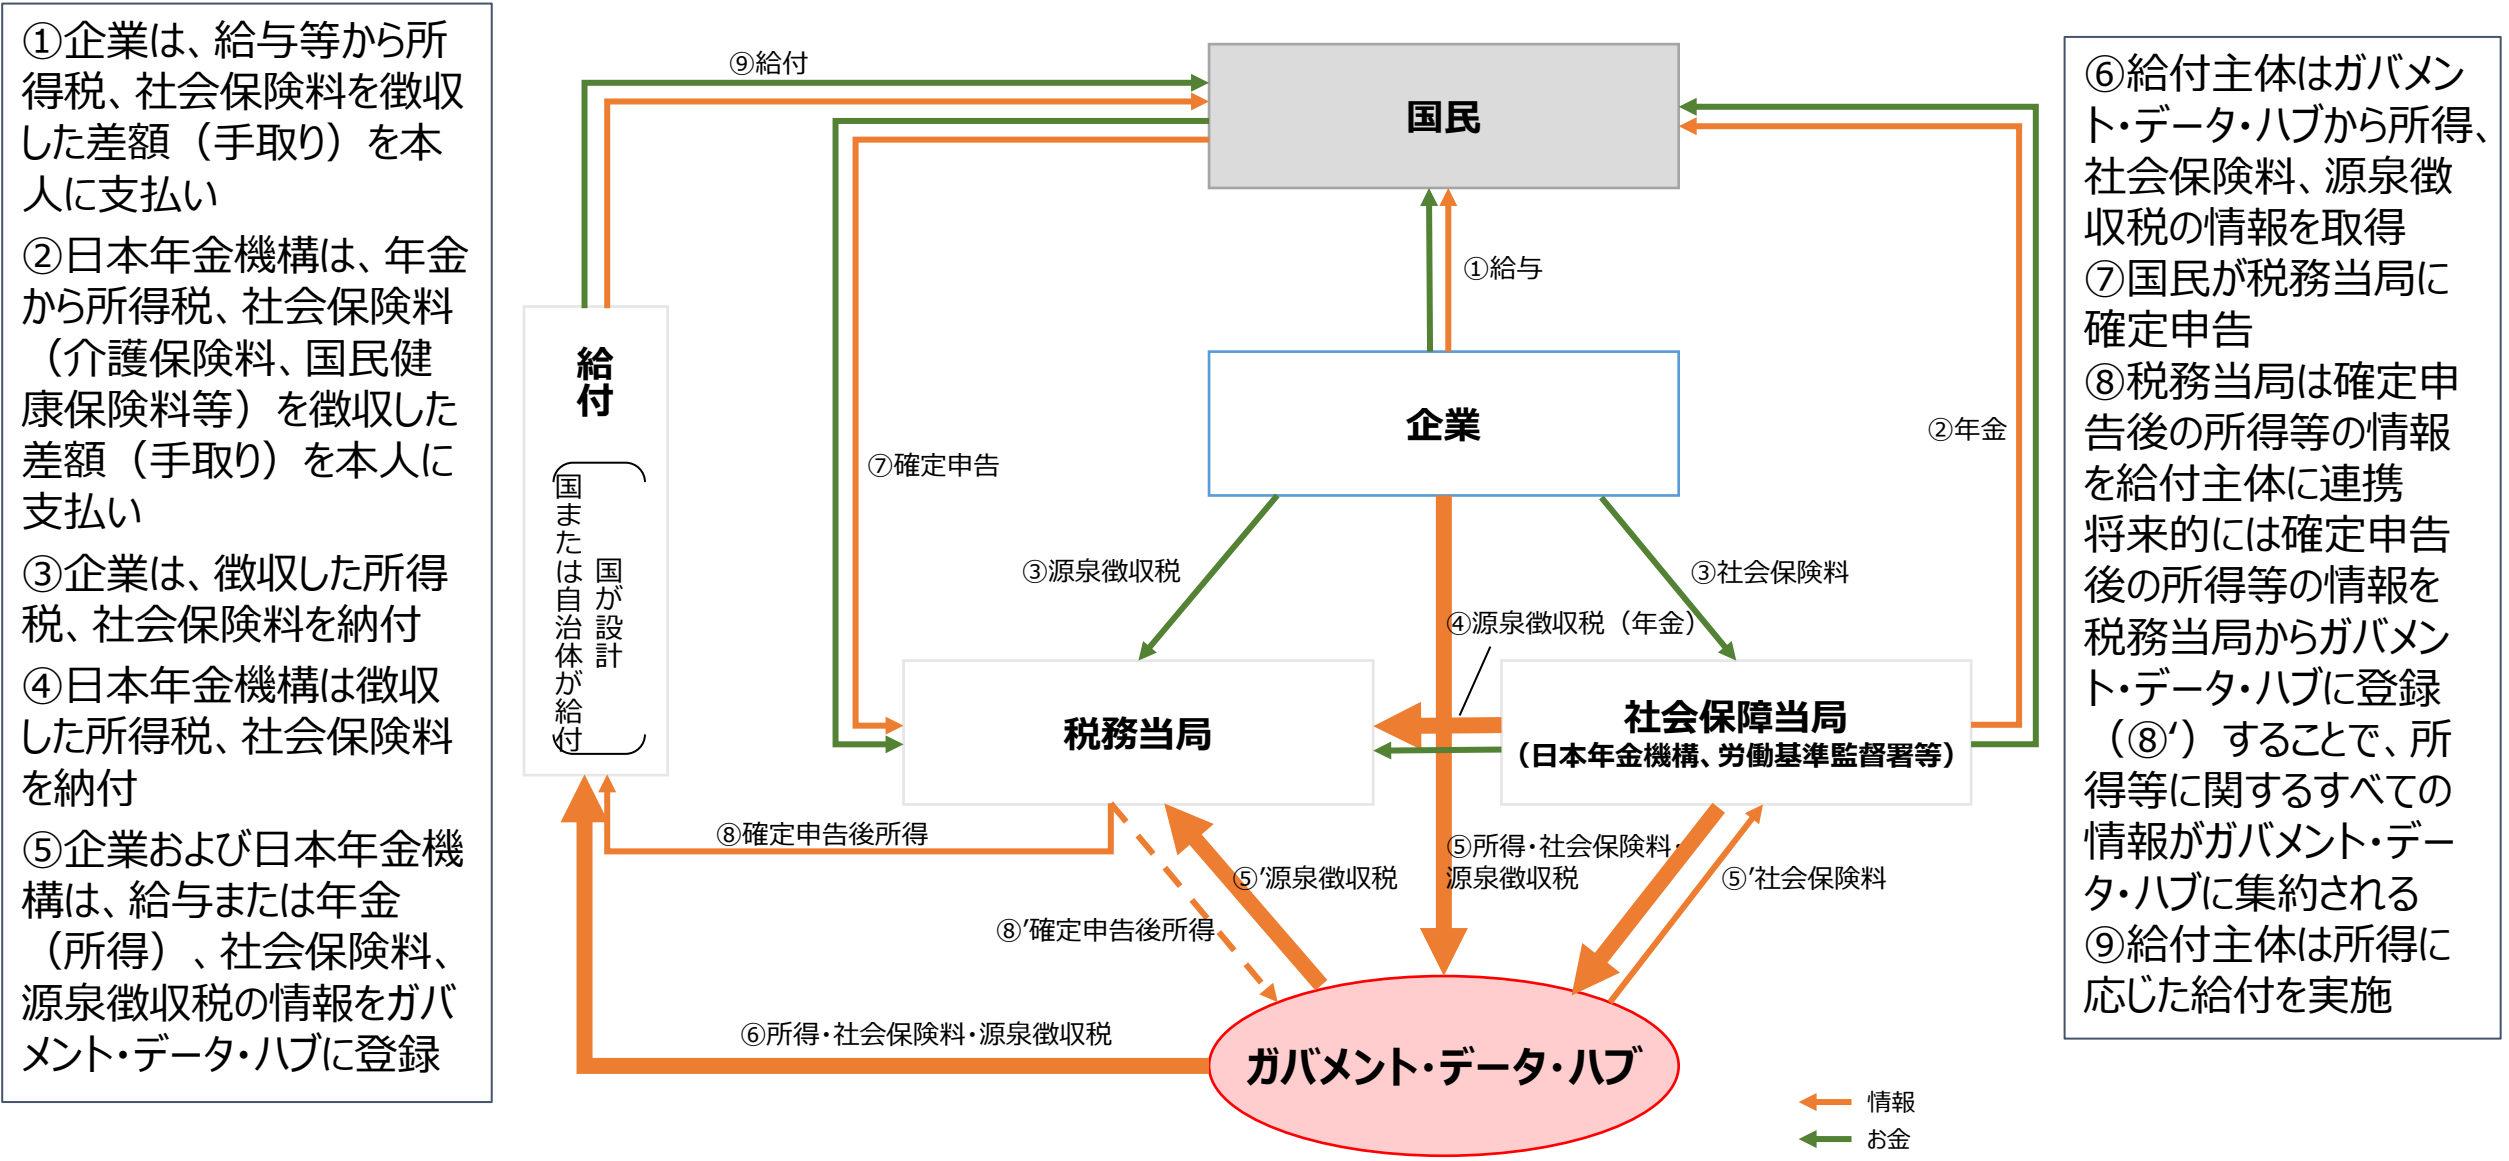 ①企業は、給与等から所
得税、社会保険料を徴収
した差額（手取り）を本
人に支払い
②日本年金機構は、年金
から所得税、社会保険料
（介護保険料、国民健
康保険料等）を徴収した
差額（手取り）を本人に
支払い
③企業は、徴収した所得
税、社会保険料を納付
④日本年金機構は徴収
した所得税、社会保険料
を納付
⑤企業および日本年金機
構は、給与または年金
（所得）、社会保険料、
源泉徴収税の情報をガバ
メント・データ・ハブに登録
⑨給付
国民
①給与
給付
国が設計
国または自治体が給付
企業
②年金
⑦確定申告
③源泉徴収税
③社会保険料
④源泉徴収税（年金）
税務当局
社会保障当局
（日本年金機構、労働基準監督署等）
⑧確定申告後所得
⑤’源泉徴収税
⑤所得・社会保険料・
源泉徴収税
⑤’社会保険料
⑧’確定申告後所得
⑥所得・社会保険料・源泉徴収税
ガバメント・データ・ハブ
情報
お金
⑥給付主体はガバメン
ト・データ・ハブから所得、
社会保険料、源泉徴
収税の情報を取得
⑦国民が税務当局に
確定申告
⑧税務当局は確定申
告後の所得等の情報
を給付主体に連携
将来的には確定申告
後の所得等の情報を
税務当局からガバメン
ト・データ・ハブに登録
（⑧‘）することで、所
得等に関するすべての
情報がガバメント・デー
タ・ハブに集約される
⑨給付主体は所得に
応じた給付を実施